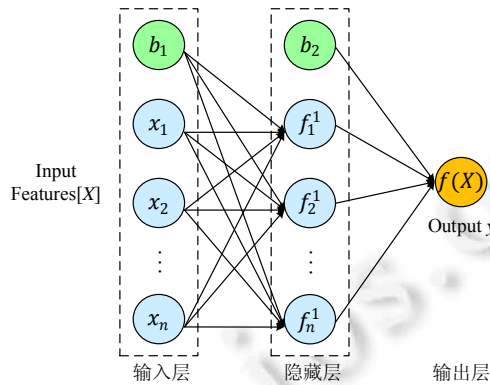 b₁
b₂
x₁
f₁¹
Input
Features[X]
x₂
f₂¹
f(X)
Output y
⋮
⋮
xₙ
fₙ¹
输入层
隐藏层
输出层